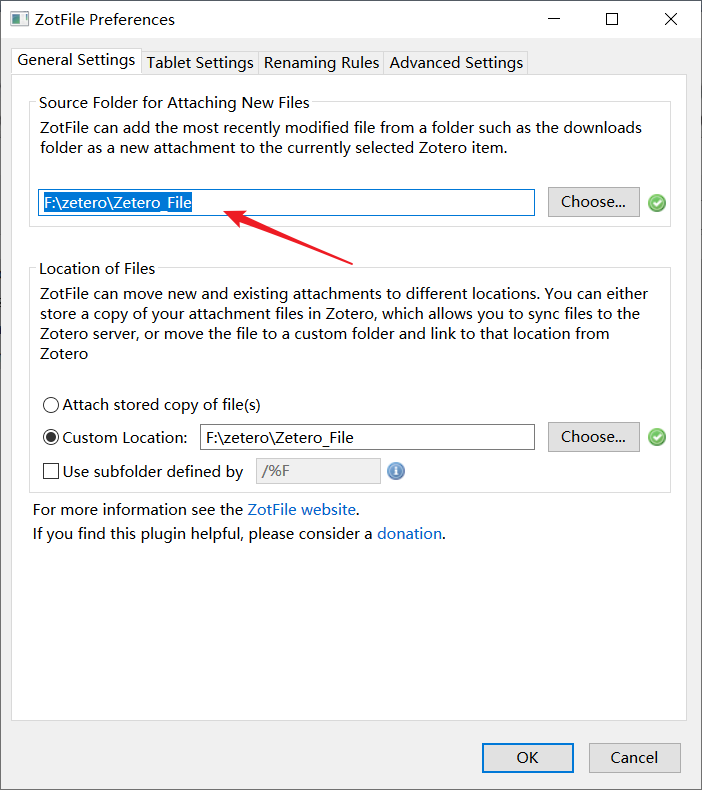 ZotFile Preferences
General Settings
Tablet Settings
Renaming Rules
Advanced Settings
Source Folder for Attaching New Files
ZotFile can add the most recently modified file from a folder such as the downloads
folder as a new attachment to the currently selected Zotero item.
F:\zetero\Zetero_File
Choose...
Location of Files
ZotFile can move new and existing attachments to different locations. You can either
store a copy of your attachment files in Zotero, which allows you to sync files to the
Zotero server, or move the file to a custom folder and link to that location from
Zotero
Attach stored copy of file(s)
Custom Location:
F:\zetero\Zetero_File
Choose...
Use subfolder defined by
/%F
For more information see the ZotFile website.
If you find this plugin helpful, please consider a donation.
OK
Cancel